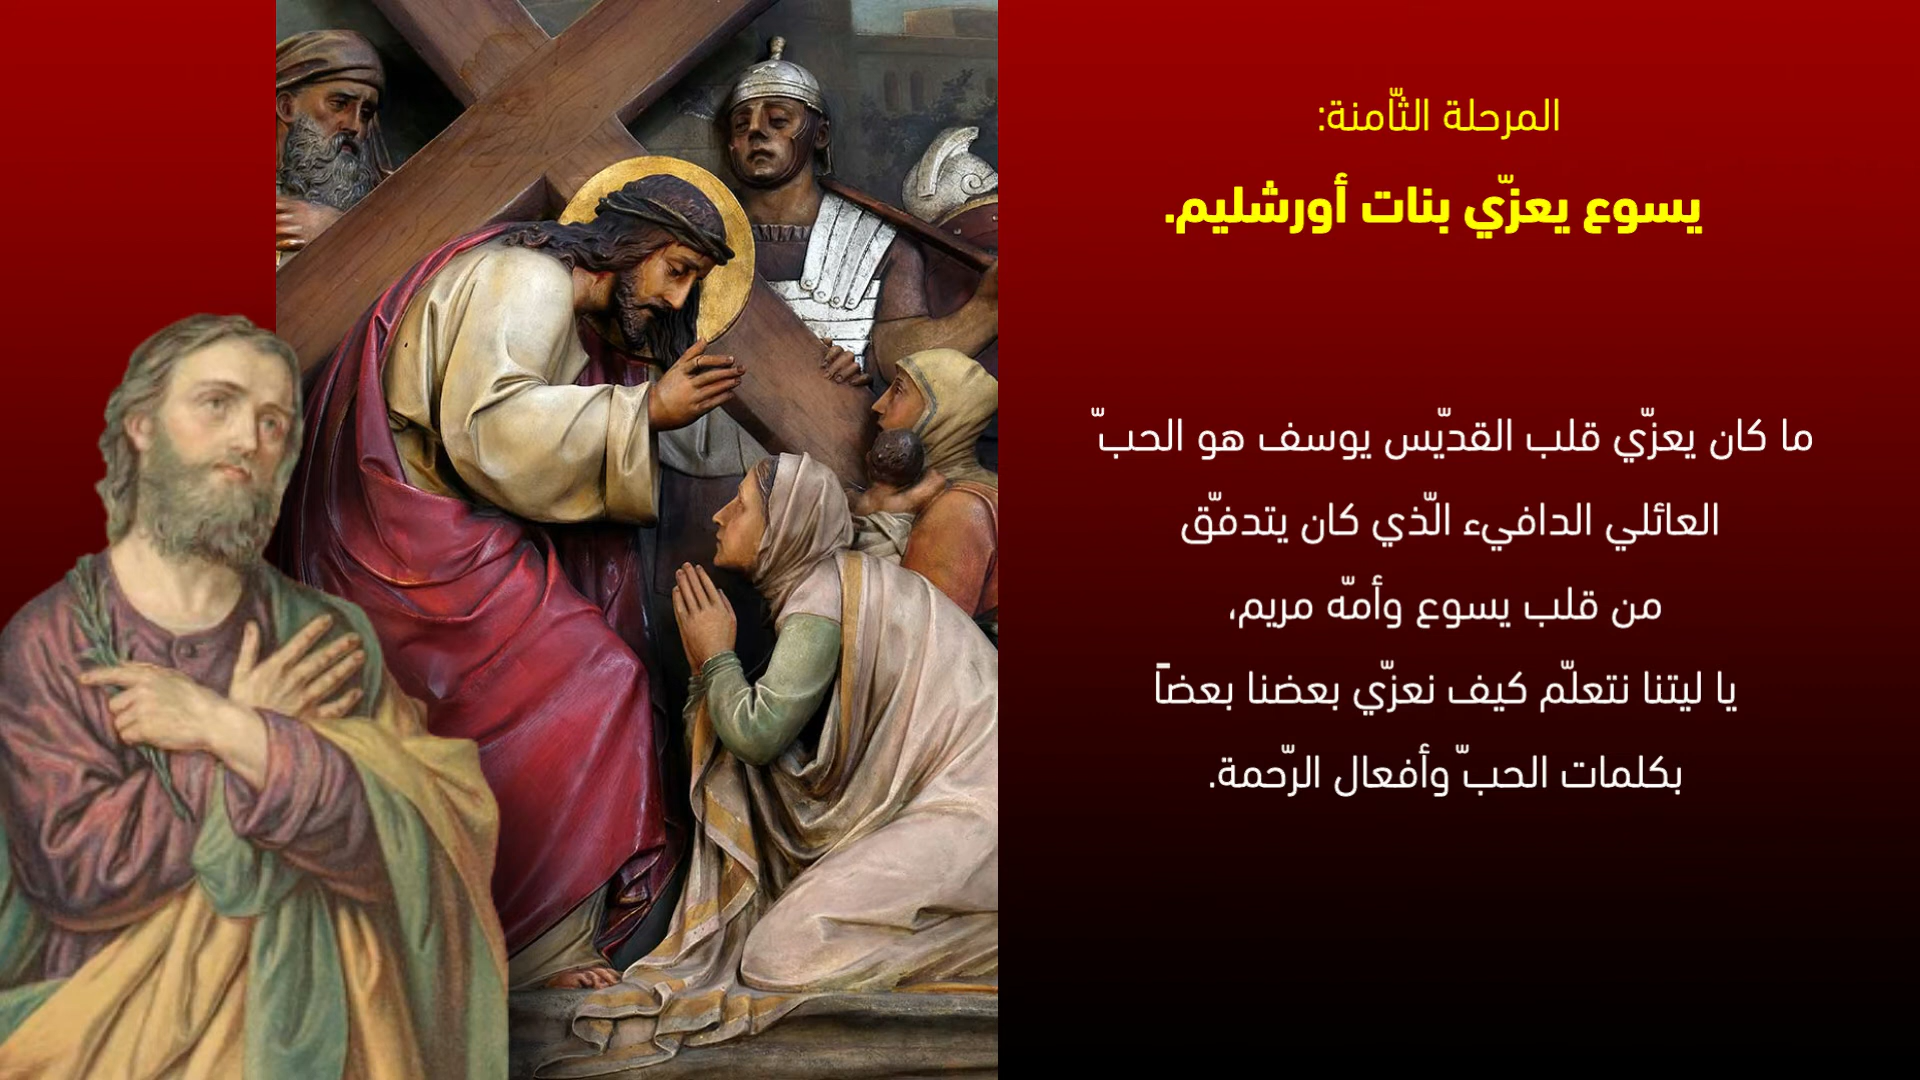 المرحلة الثّامنة:
يسوع يعزّي بنات أورشليم.
ما كان يعزّي قلب القدّيس يوسف هو الحبّ
العائلي الدافيء الّذي كان يتدفّق
من قلب يسوع وأمّه مريم،
يا ليتنا نتعلّم كيف نعزّي بعضنا بعضاً
بكلمات الحبّ وأفعال الرّحمة.